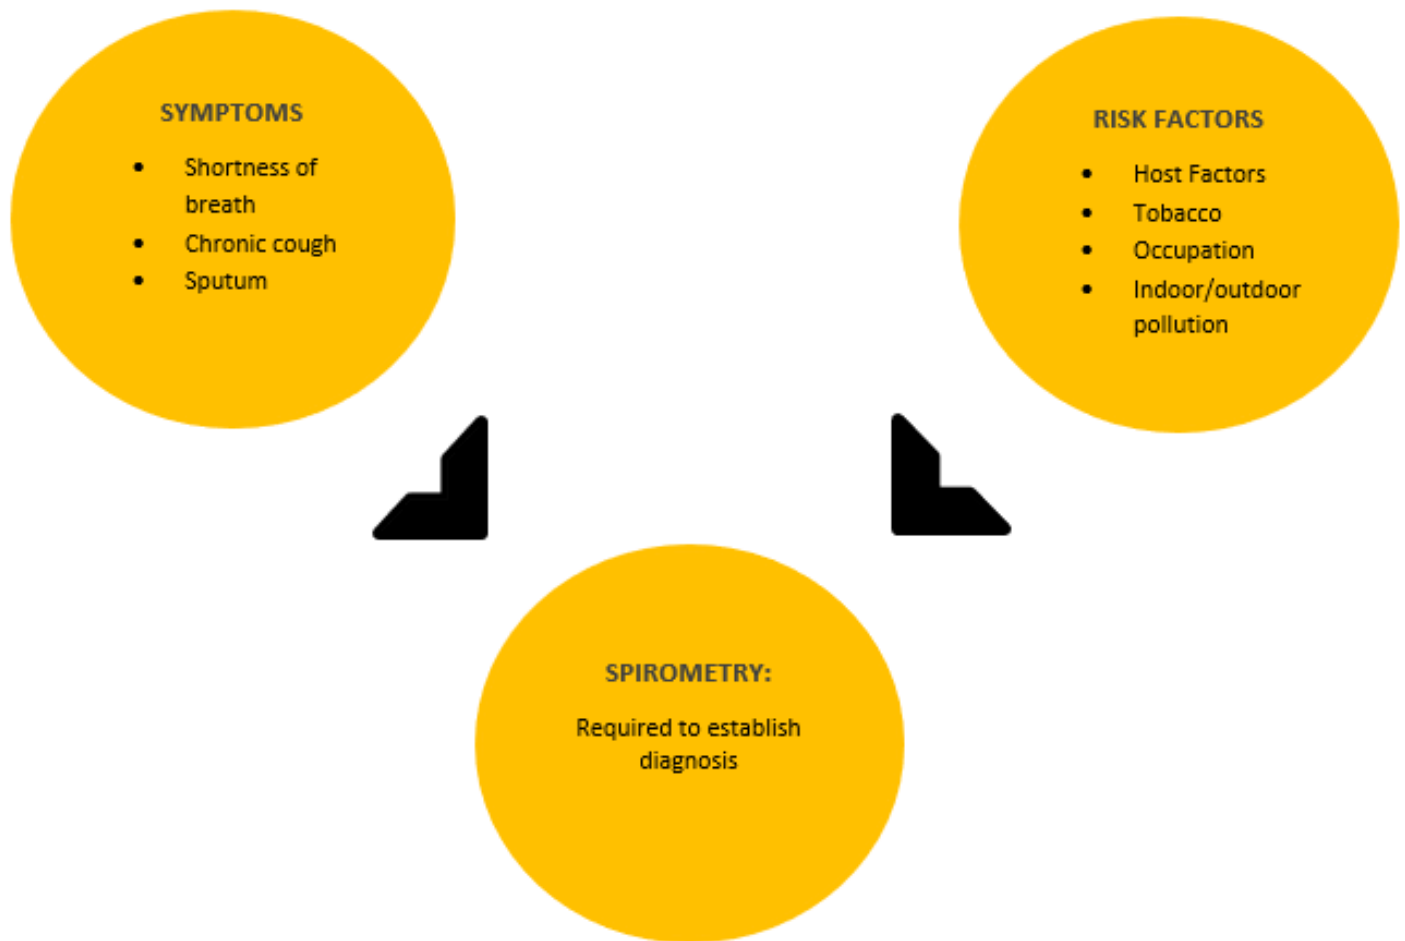 SYMPTOMS
• Shortness of
breath
• Chronic cough
• Sputum
RISK FACTORS
• Host Factors
• Tobacco
• Occupation
• Indoor/outdoor
pollution
SPIROMETRY:
Required to establish
diagnosis